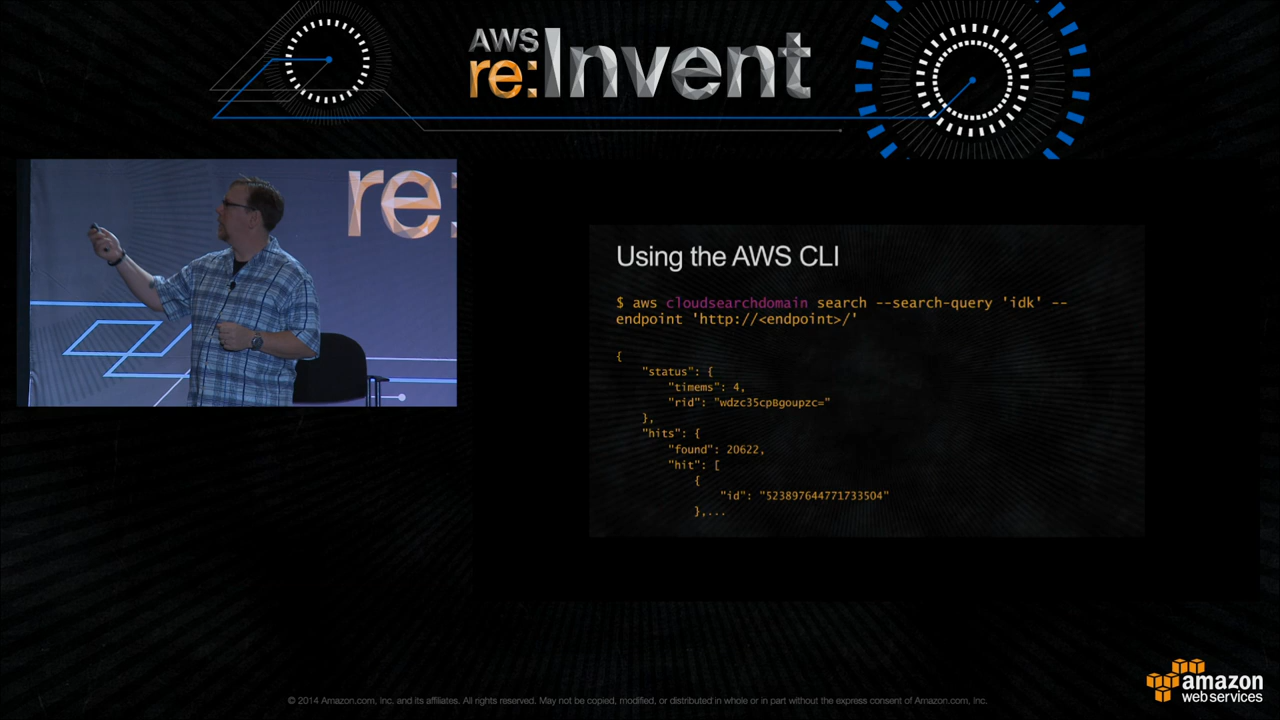 AWS
re:Invent
re:
Using the AWS CLI
$ aws cloudsearchdomain search --search-query 'idk' --
endpoint 'http://<endpoint>/'
{
"status": {
"timems": 4,
"rid": "wdzc35cpBgoupzc="
},
"hits": {
"found": 20622,
"hit": [
{
"id": "523897644771733504"
},...
© 2014 Amazon.com, Inc. and its affiliates. All rights reserved. May not be copied, modified, or distributed in whole or in part without the express consent of Amazon.com, Inc.
amazon
web services